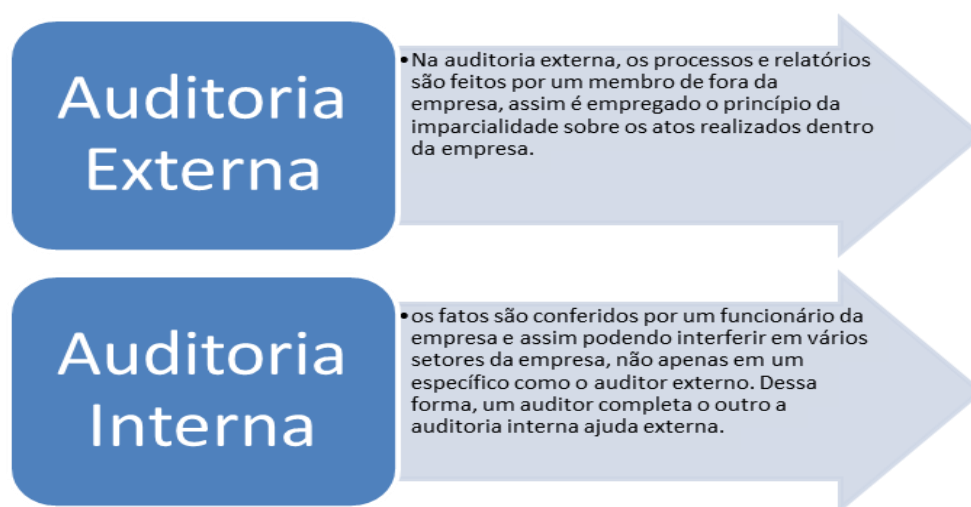 Auditoria
Externa
•Na auditoria externa, os processos e relatórios
são feitos por um membro de fora da
empresa, assim é empregado o princípio da
imparcialidade sobre os atos realizados dentro
da empresa.
Auditoria
Interna
•os fatos são conferidos por um funcionário da
empresa e assim podendo interferir em vários
setores da empresa, não apenas em um
específico como o auditor externo. Dessa
forma, um auditor completa o outro a
auditoria interna ajuda externa.